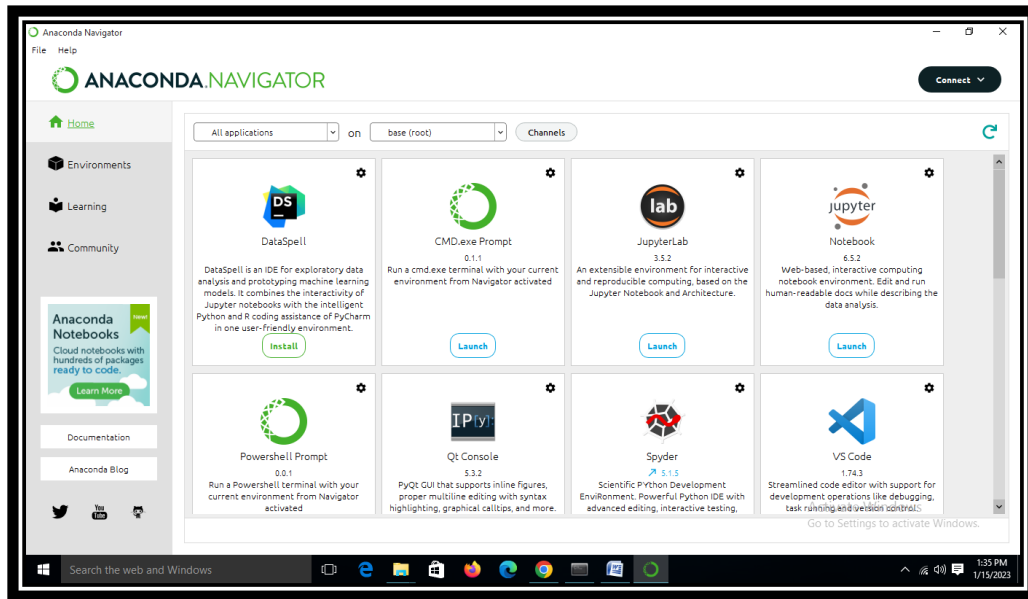 Anaconda Navigator
File Help
ANACONDA.NAVIGATOR
Connect
Home
Environments
Learning
Community
Anaconda Notebooks
New!
Cloud notebooks with
hundreds of packages
ready to code.
Learn More
Documentation
Anaconda Blog
You
Tube
All applications on base (root) Channels
DS
DataSpell
DataSpell is an IDE for exploratory data
analysis and prototyping machine learning
models. It combines the interactivity of
Jupyter notebooks with the intelligent
Python and R coding assistance of PyCharm
in one user-friendly environment.
Install
CMD.exe Prompt
0.1.1
Run a cmd.exe terminal with your current
environment from Navigator activated
Launch
lab
JupyterLab
3.5.2
An extensible environment for interactive
and reproducible computing, based on the
Jupyter Notebook and Architecture.
Launch
jupyter
Notebook
6.5.2
Web-based, interactive computing
notebook environment. Edit and run
human-readable docs while describing the
data analysis.
Launch
Powershell Prompt
0.0.1
Run a Powershell terminal with your
current environment from Navigator
activated
IP[y]:
Qt Console
5.3.2
PyQt GUI that supports inline figures,
proper multiline editing with syntax
highlighting, graphical calltips, and more.
Spyder
5.1.5
Scientific PYthon Development
EnviRonment. Powerful Python IDE with
advanced editing, interactive testing,
VS Code
1.74.3
Streamlined code editor with support for
development operations like debugging,
task running and version control.
Activate Windows
Go to Settings to activate Windows.
Search the web and Windows
1:35 PM
1/15/2023